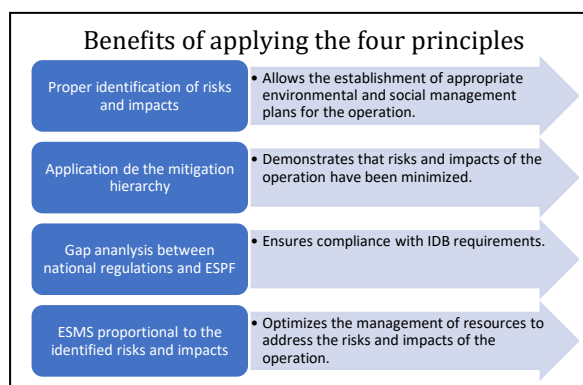 Benefits of applying the four principles
Proper identification of risks
and impacts
• Allows the establishment of appropriate
environmental and social management
plans for the operation.
Application de the mitigation
hierarchy
• Demonstrates that risks and impacts of the
operation have been minimized.
Gap ananlysis between
national regulations and ESPF
• Ensures compliance with IDB requirements.
ESMS proportional to the
identified risks and impacts
• Optimizes the management of resources to
address the risks and impacts of the
operation.